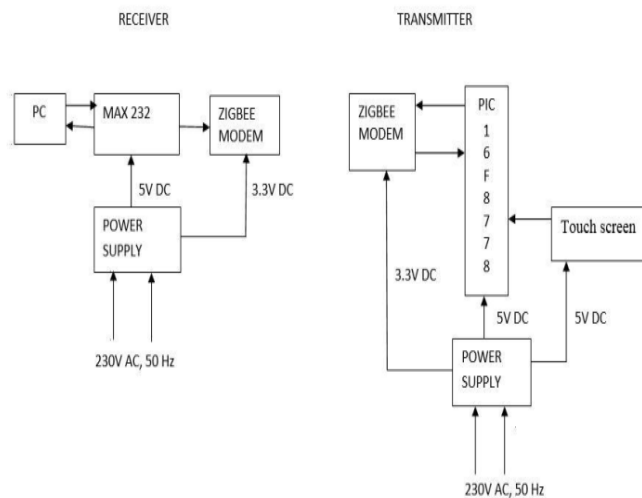 RECEIVER
PC
MAX 232
ZIGBEE
MODEM
5V DC
3.3V DC
POWER
SUPPLY
230V AC, 50 Hz
TRANSMITTER
ZIGBEE
MODEM
PIC
1
6
F
8
7
7
8
Touch screen
3.3V DC
5V DC
5V DC
POWER
SUPPLY
230V AC, 50 Hz